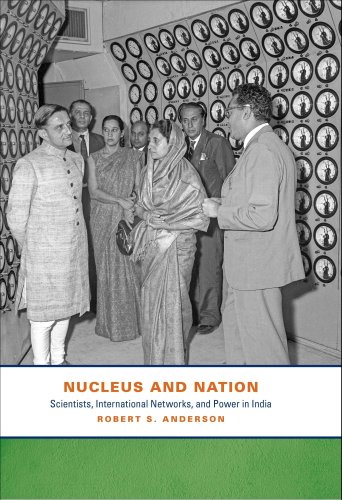 NUCLEUS AND NATION
Scientists, International Networks, and Power in India
ROBERT S. ANDERSON